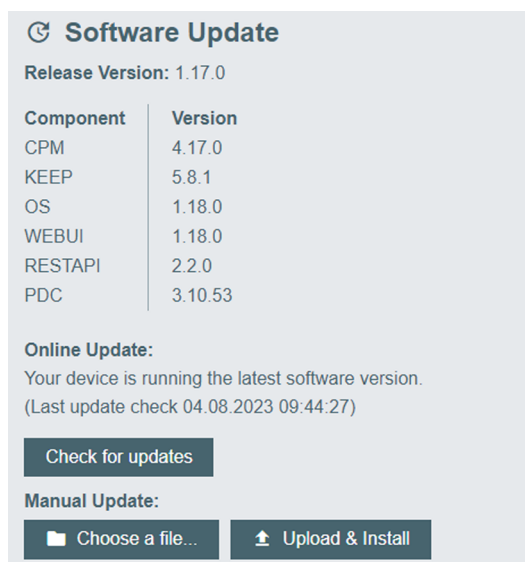 Software Update
Release Version: 1.17.0
Component Version
CPM 4.17.0
KEEP 5.8.1
OS 1.18.0
WEBUI 1.18.0
RESTAPI 2.2.0
PDC 3.10.53
Online Update:
Your device is running the latest software version.
(Last update check 04.08.2023 09:44:27)
Check for updates
Manual Update:
Choose a file... Upload & Install